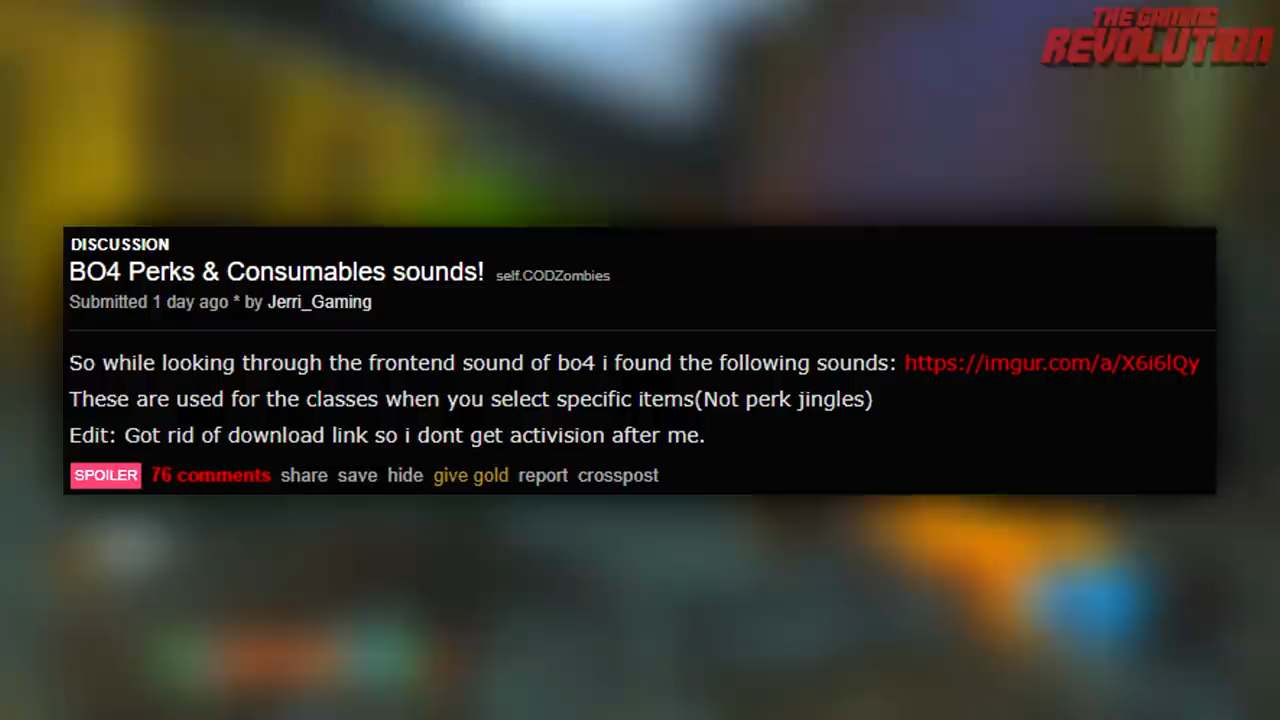 THE GAMING
REVOLUTION
DISCUSSION
BO4 Perks & Consumables sounds! self.CODZombies
Submitted 1 day ago * by Jerri_Gaming
So while looking through the frontend sound of bo4 i found the following sounds: https://imgur.com/a/X6i6lQy
These are used for the classes when you select specific items(Not perk jingles)
Edit: Got rid of download link so i dont get activision after me.
SPOILER 76 comments share save hide give gold report crosspost